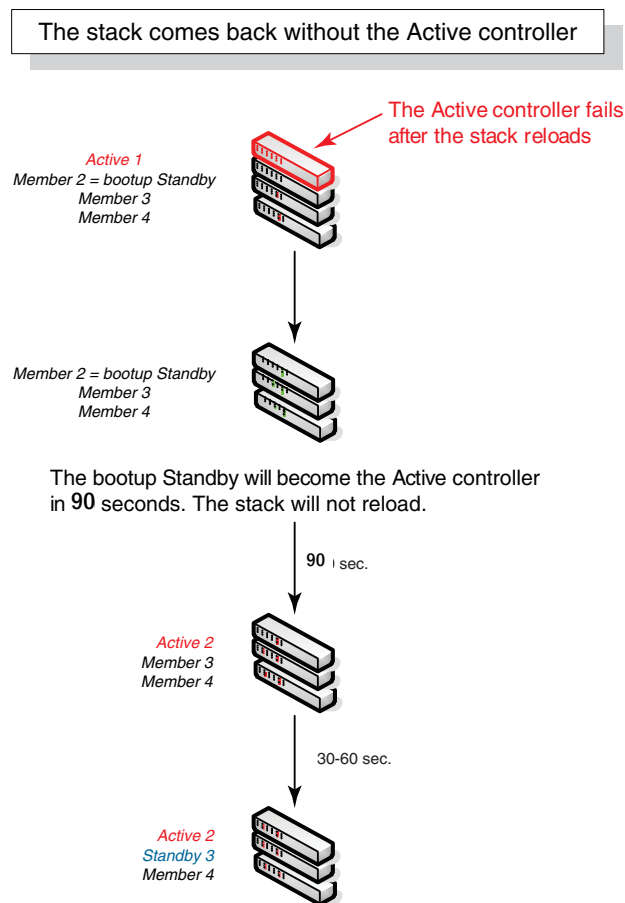 The stack comes back without the Active controller
The Active controller fails
after the stack reloads
Active 1
Member 2 = bootup Standby
Member 3
Member 4
Member 2 = bootup Standby
Member 3
Member 4
The bootup Standby will become the Active controller
in 90 seconds. The stack will not reload.
90 sec.
Active 2
Member 3
Member 4
30-60 sec.
Active 2
Standby 3
Member 4